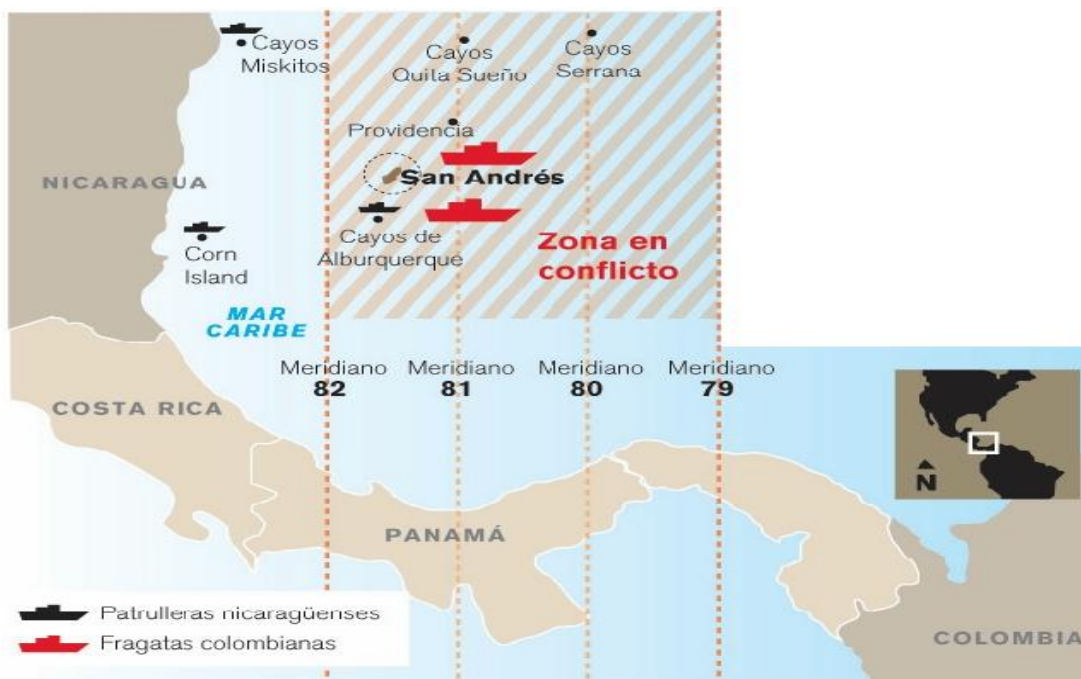 Cayos
Miskitos
Cayos
Quila Sueño
Cayos
Serrana
Providencia
NICARAGUA
San Andrés
Corn
Island
Cayos de
Alburquerque
Zona en
conflicto
MAR
CARIBE
Meridiano
82
Meridiano
81
Meridiano
80
Meridiano
79
COSTA RICA
N
PANAMÁ
Patrulleras nicaragüenses
Fragatas colombianas
COLOMBIA